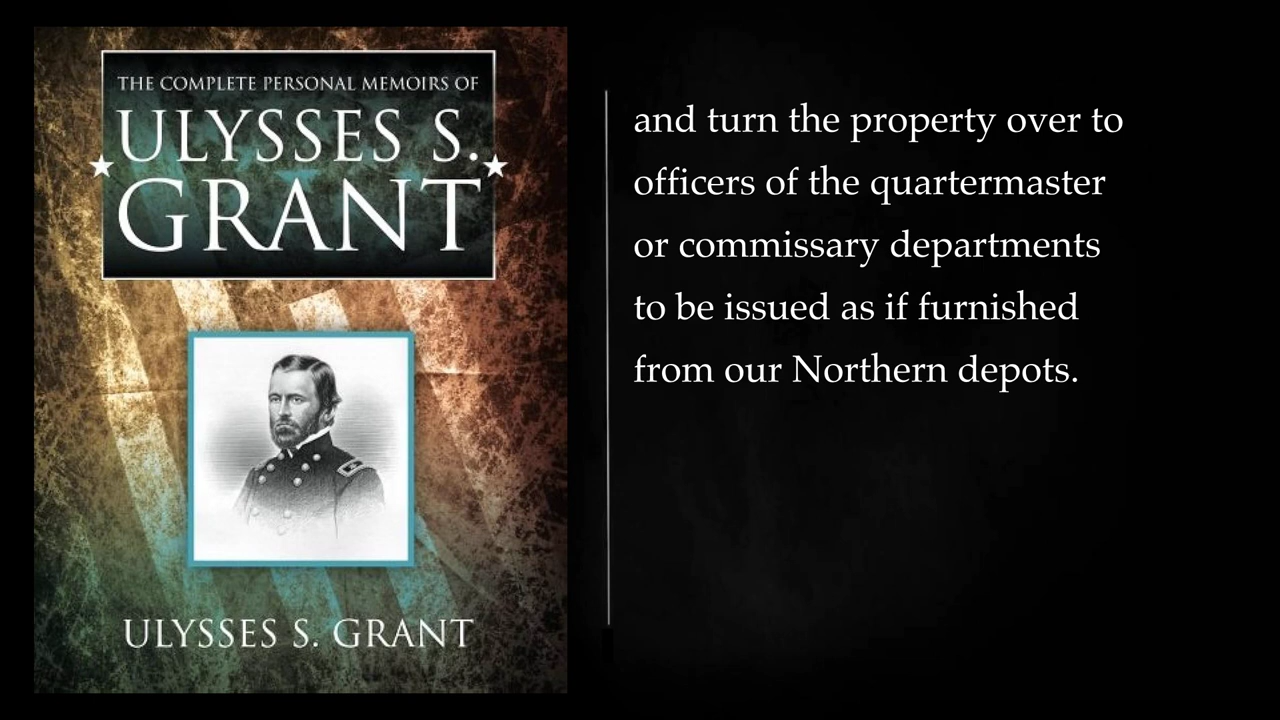 THE COMPLETE PERSONAL MEMOIRS OF
ULYSSES S.
GRANT
ULYSSES S. GRANT
and turn the property over to
officers of the quartermaster
or commissary departments
to be issued as if furnished
from our Northern depots.